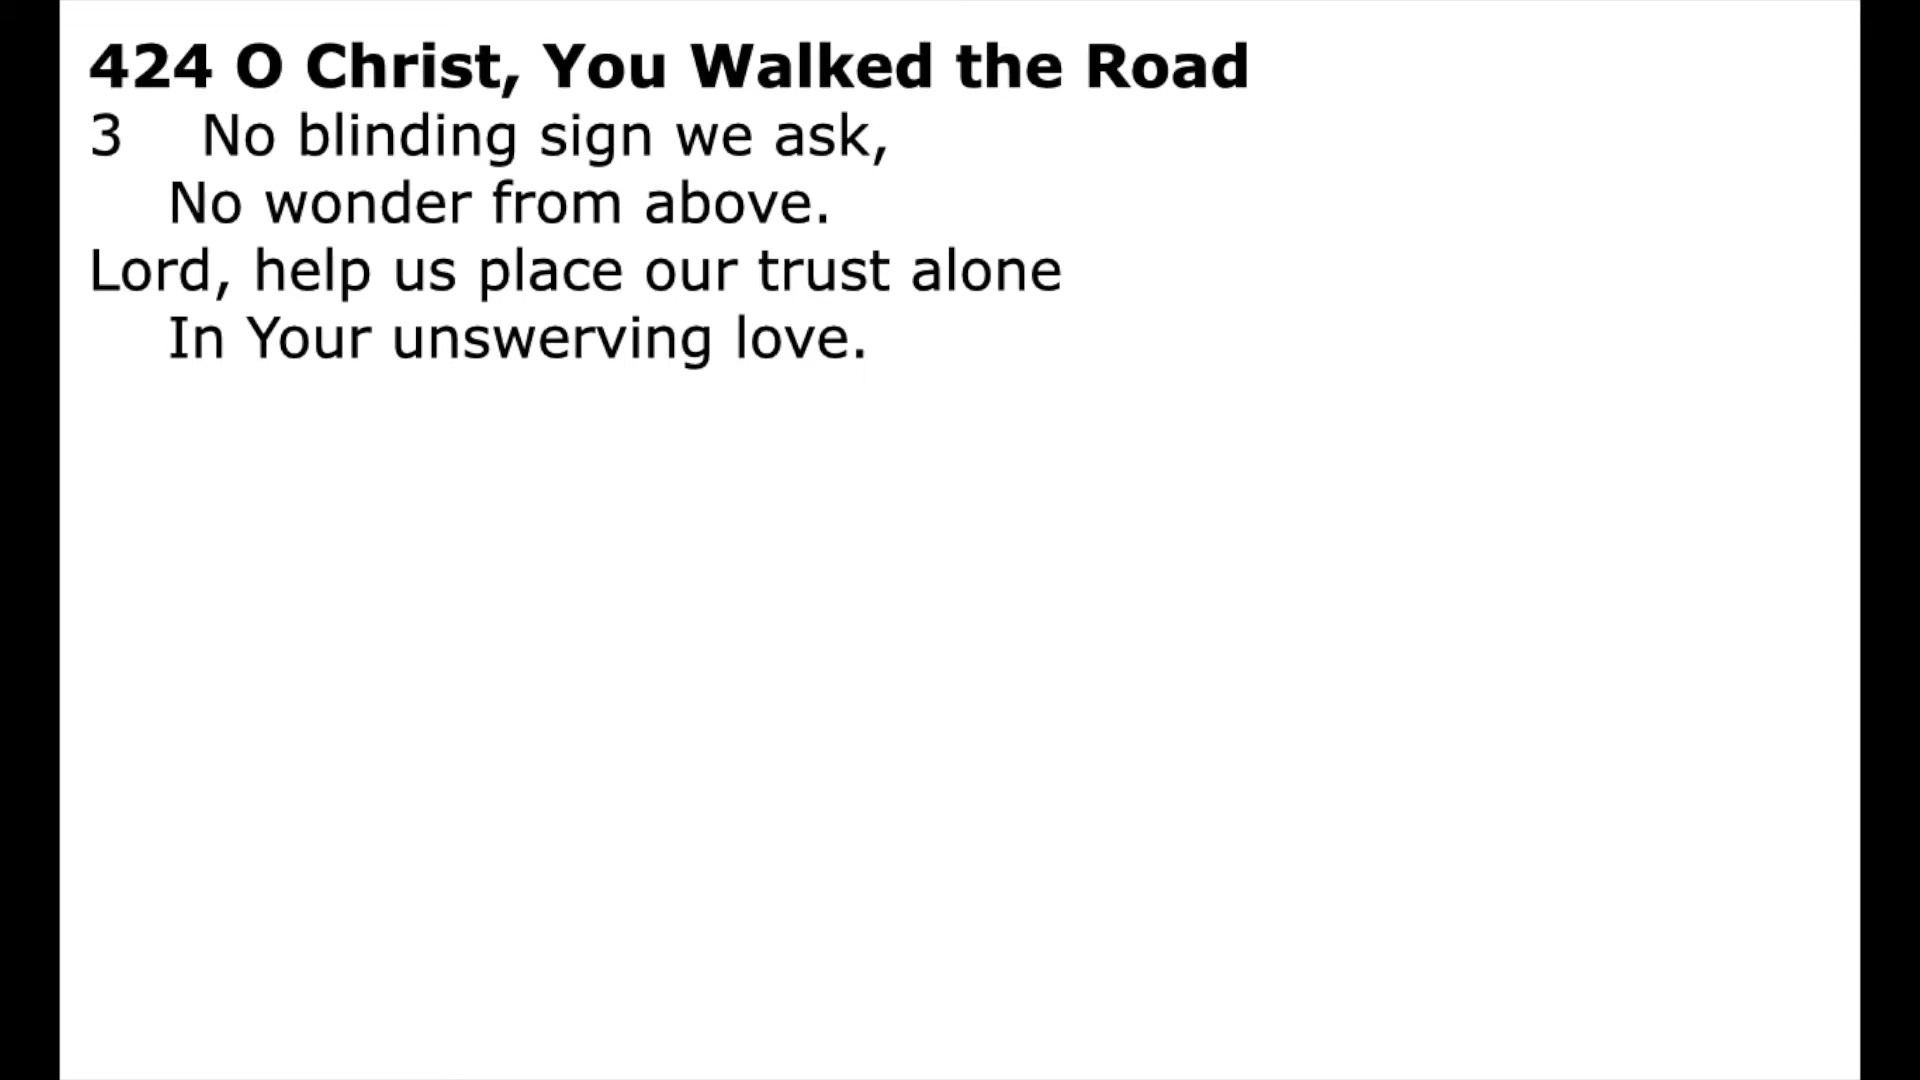 424 O Christ, You Walked the Road
3 No blinding sign we ask,
No wonder from above.
Lord, help us place our trust alone
In Your unswerving love.